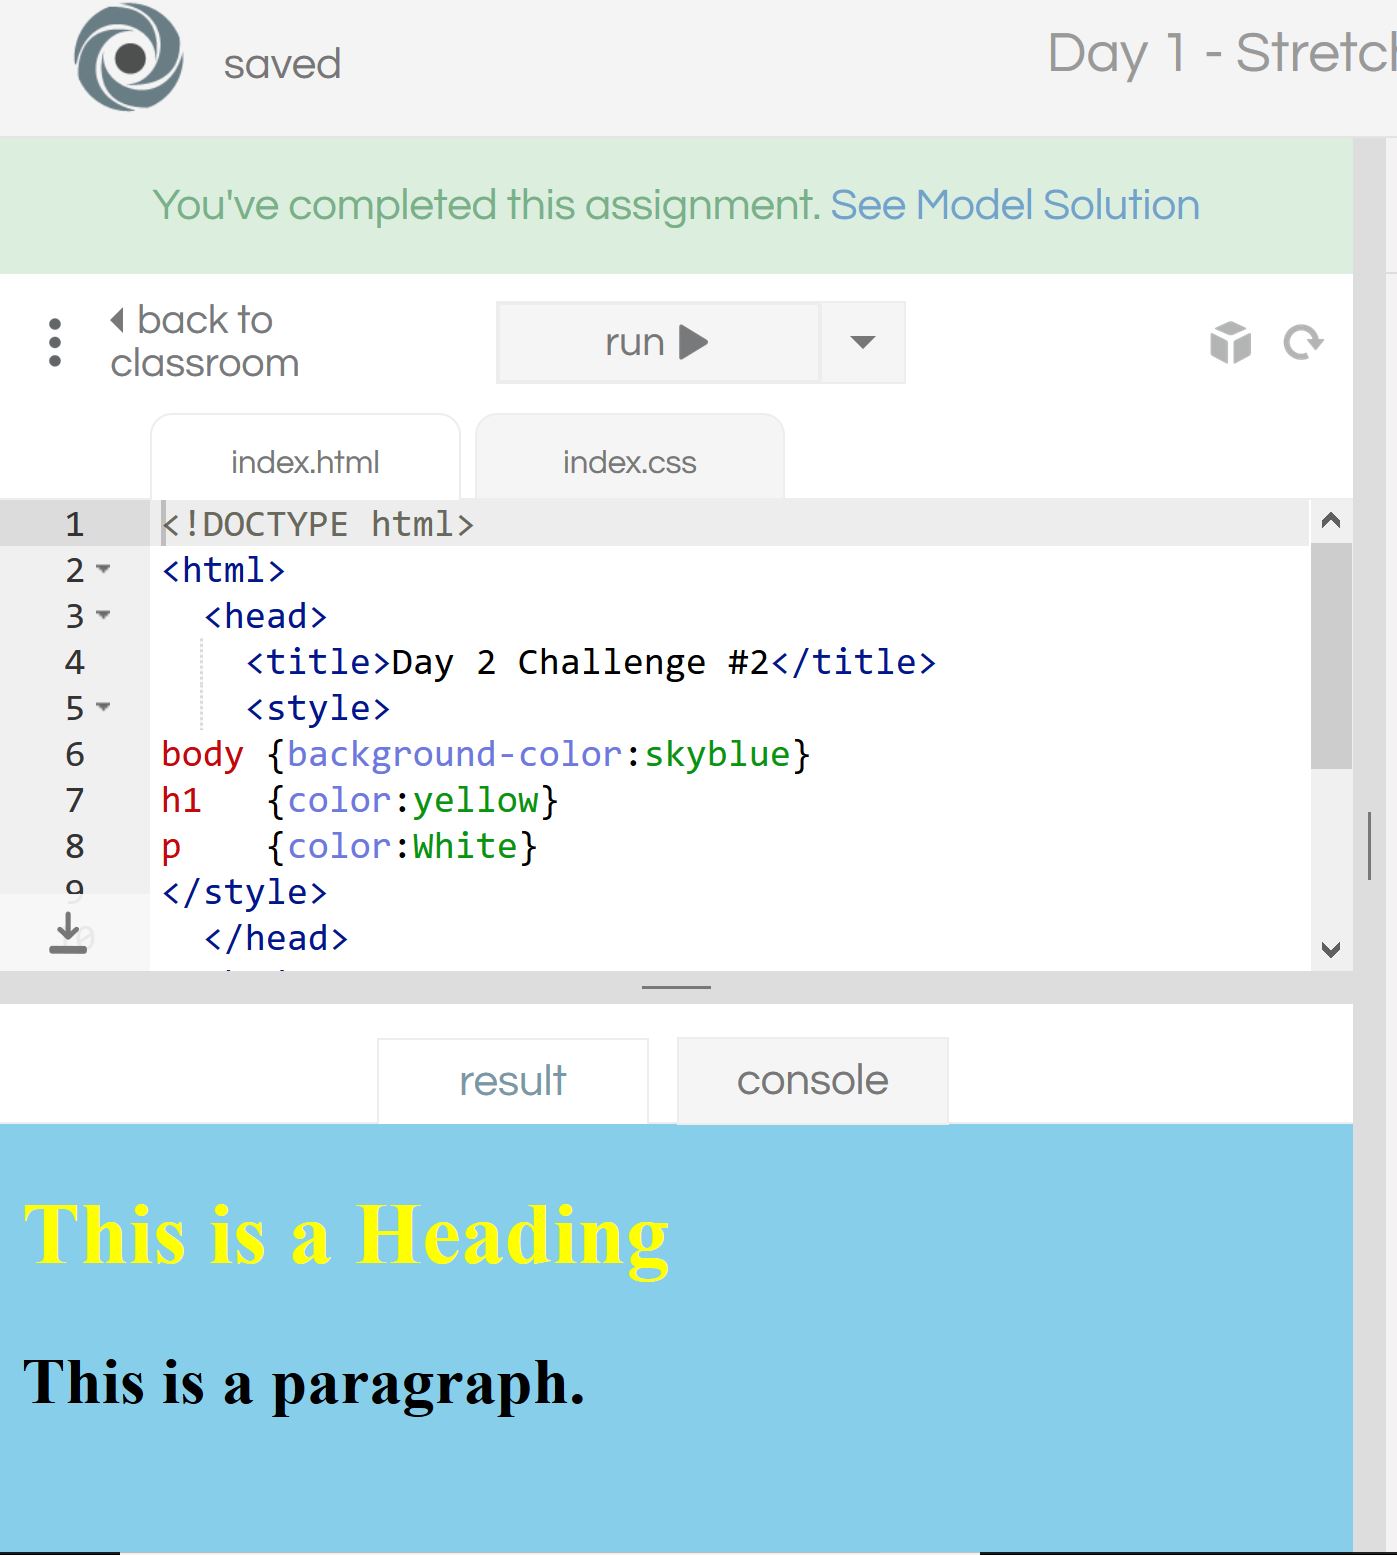 saved
Day 1 - Stretch
You've completed this assignment. See Model Solution
back to
classroom
run
index.html
index.css
1 <!DOCTYPE html>
2 <html>
3 <head>
4 <title>Day 2 Challenge #2</title>
5 <style>
6 body {background-color:skyblue}
7 h1 {color:yellow}
8 p {color:White}
9 </style>
10 </head>
result
console
This is a Heading
This is a paragraph.